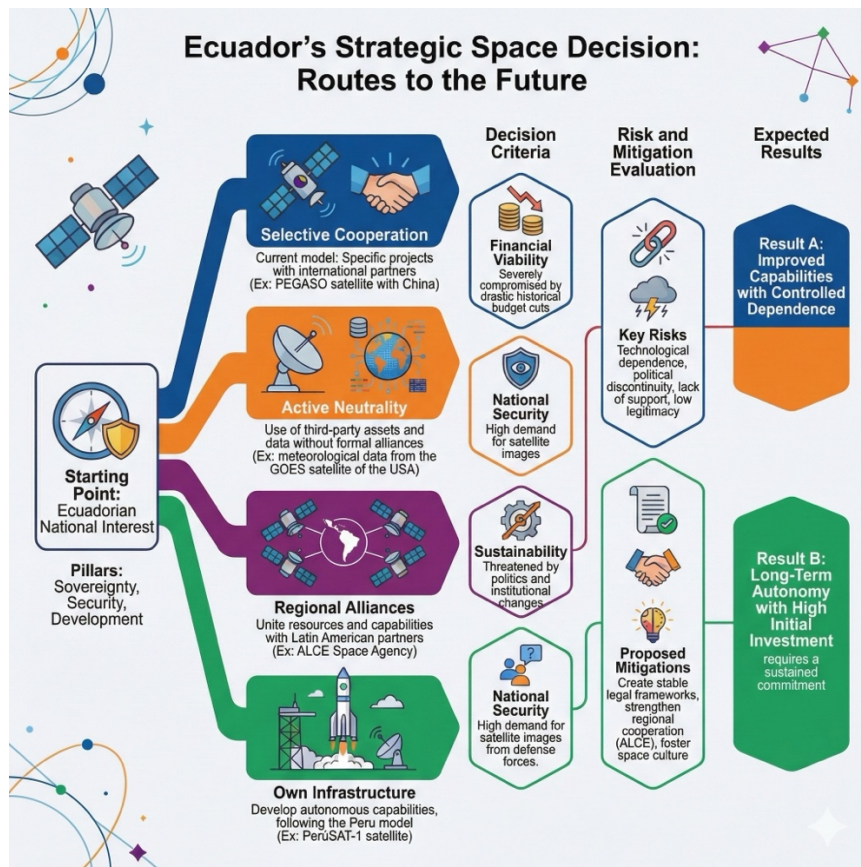 Ecuador's Strategic Space Decision:
Routes to the Future
Starting
Point:
Ecuadorian
National Interest
Pillars:
Sovereignty,
Security,
Development
Selective Cooperation
Current model: Specific projects
with international partners
(Ex: PEGASO satellite with China)
Active Neutrality
Use of third-party assets and
data without formal alliances
(Ex: meteorological data from the
GOES satellite of the USA)
Regional Alliances
Unite resources and capabilities
with Latin American partners
(Ex: ALCE Space Agency)
Own Infrastructure
Develop autonomous capabilities,
following the Peru model
(Ex: PerúSAT-1 satellite)
Decision
Criteria
Financial
Viability
Severely
compromised by
drastic historical
budget cuts
National
Security
High demand
for satellite
images
Sustainability
Threatened by
politics and
institutional
changes
?
National
Security
High demand for
satellite images
from defense
forces.
Risk and
Mitigation
Evaluation
Key Risks
Technological
dependence,
political
discontinuity, lack
of support, low
legitimacy
Proposed
Mitigations
Create stable
legal frameworks,
strengthen
regional
cooperation
(ALCE), foster
space culture
Expected
Results
Result A:
Improved
Capabilities
with Controlled
Dependence
Result B:
Long-Term
Autonomy
with High
Initial
Investment
requires a
sustained
commitment